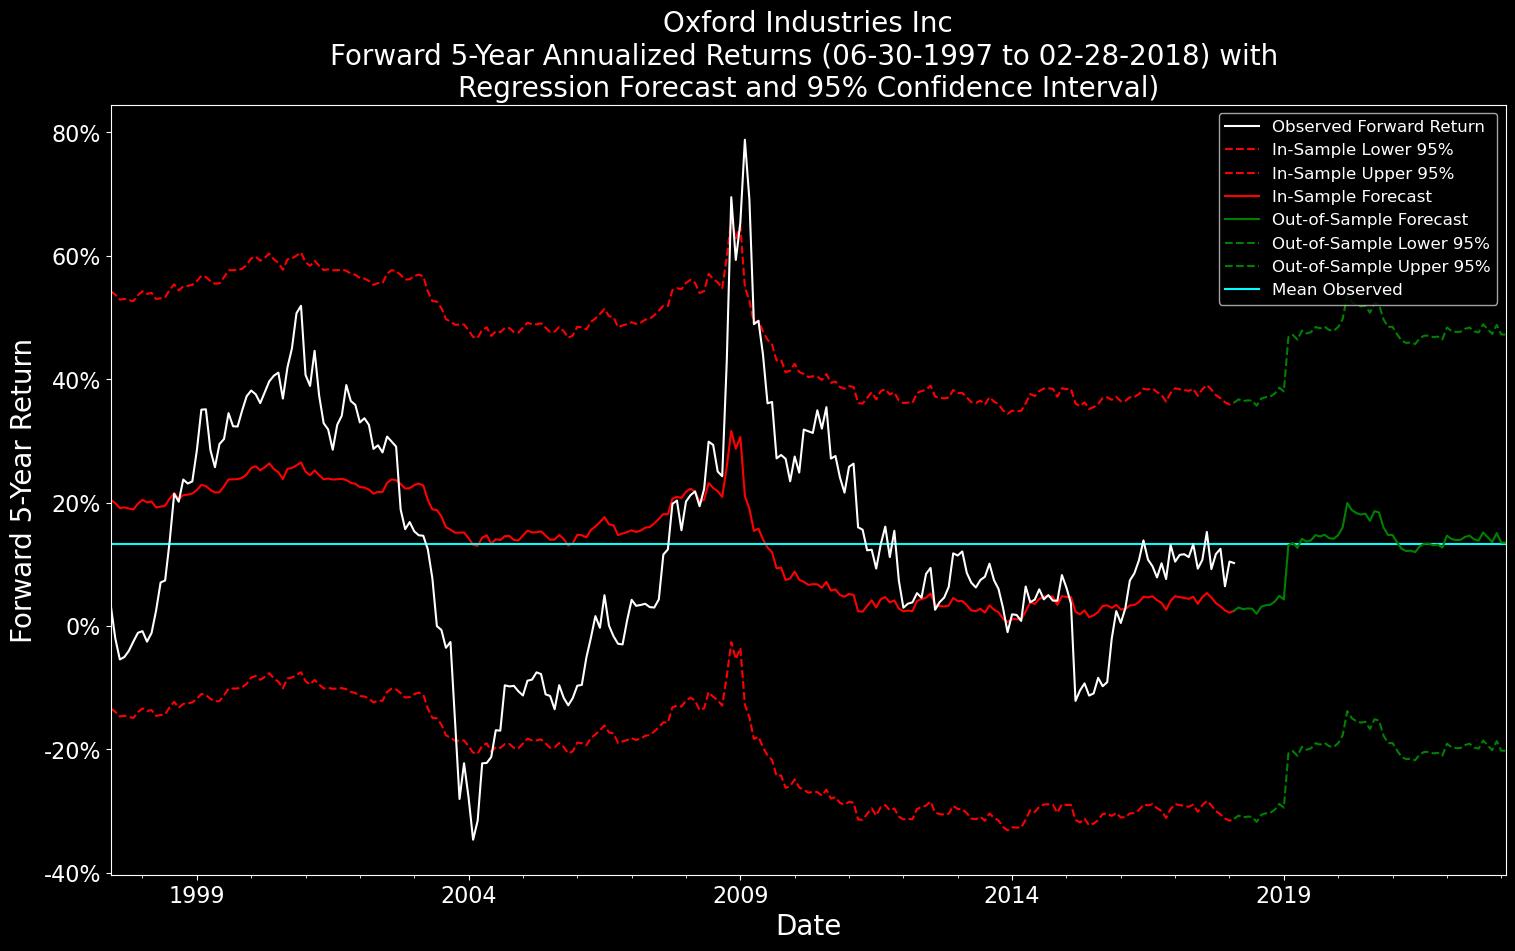 Oxford Industries Inc
Forward 5-Year Annualized Returns (06-30-1997 to 02-28-2018) with
Regression Forecast and 95% Confidence Interval)
Forward 5-Year Return
80%
60%
40%
20%
0%
-20%
-40%
Observed Forward Return
In-Sample Lower 95%
In-Sample Upper 95%
In-Sample Forecast
Out-of-Sample Forecast
Out-of-Sample Lower 95%
Out-of-Sample Upper 95%
Mean Observed
1999
2004
2009
2014
2019
Date